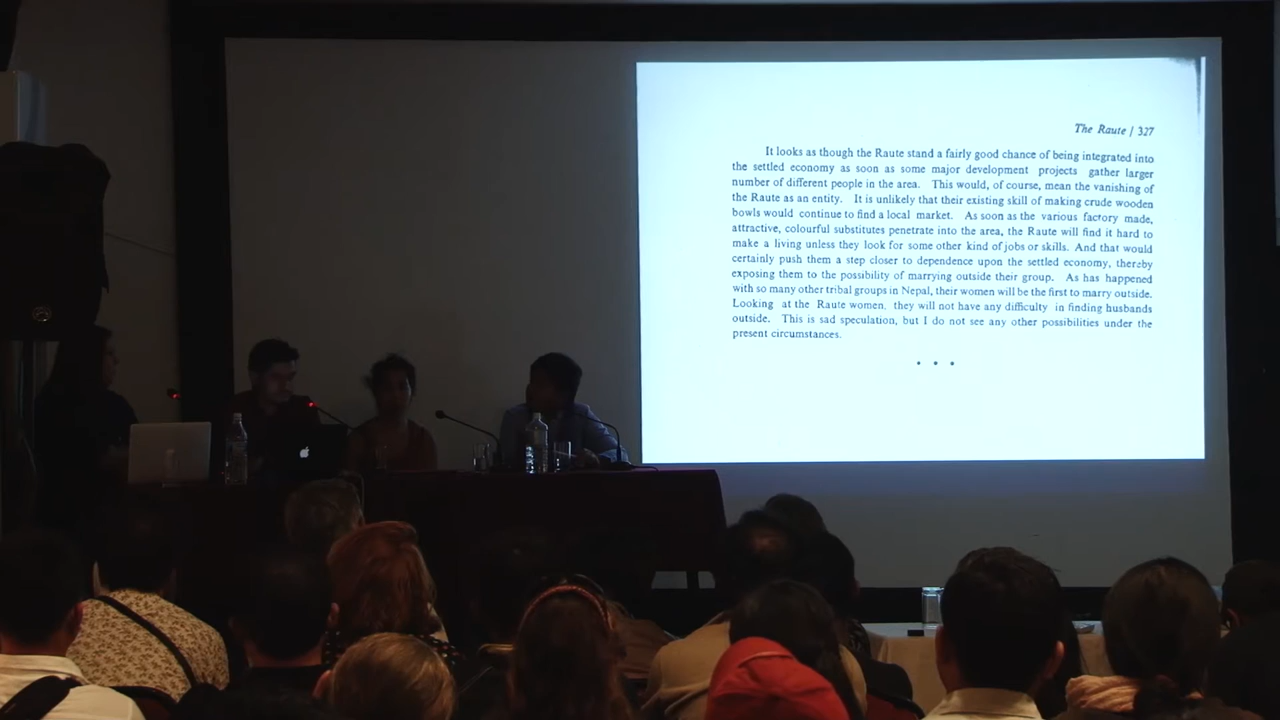 The Raute / 327
It looks as though the Raute stand a fairly good chance of being integrated into
the settled economy as soon as some major development projects gather larger
number of different people in the area. This would, of course, mean the vanishing of
the Raute as an entity. It is unlikely that their existing skill of making crude wooden
bowls would continue to find a local market. As soon as the various factory made,
attractive, colourful substitutes penetrate into the area, the Raute will find it hard to
make a living unless they look for some other kind of jobs or skills. And that would
certainly push them a step closer to dependence upon the settled economy, thereby
exposing them to the possibility of marrying outside their group. As has happened
with so many other tribal groups in Nepal, their women will be the first to marry outside.
Looking at the Raute women, they will not have any difficulty in finding husbands
outside. This is sad speculation, but I do not see any other possibilities under the
present circumstances.
• • •